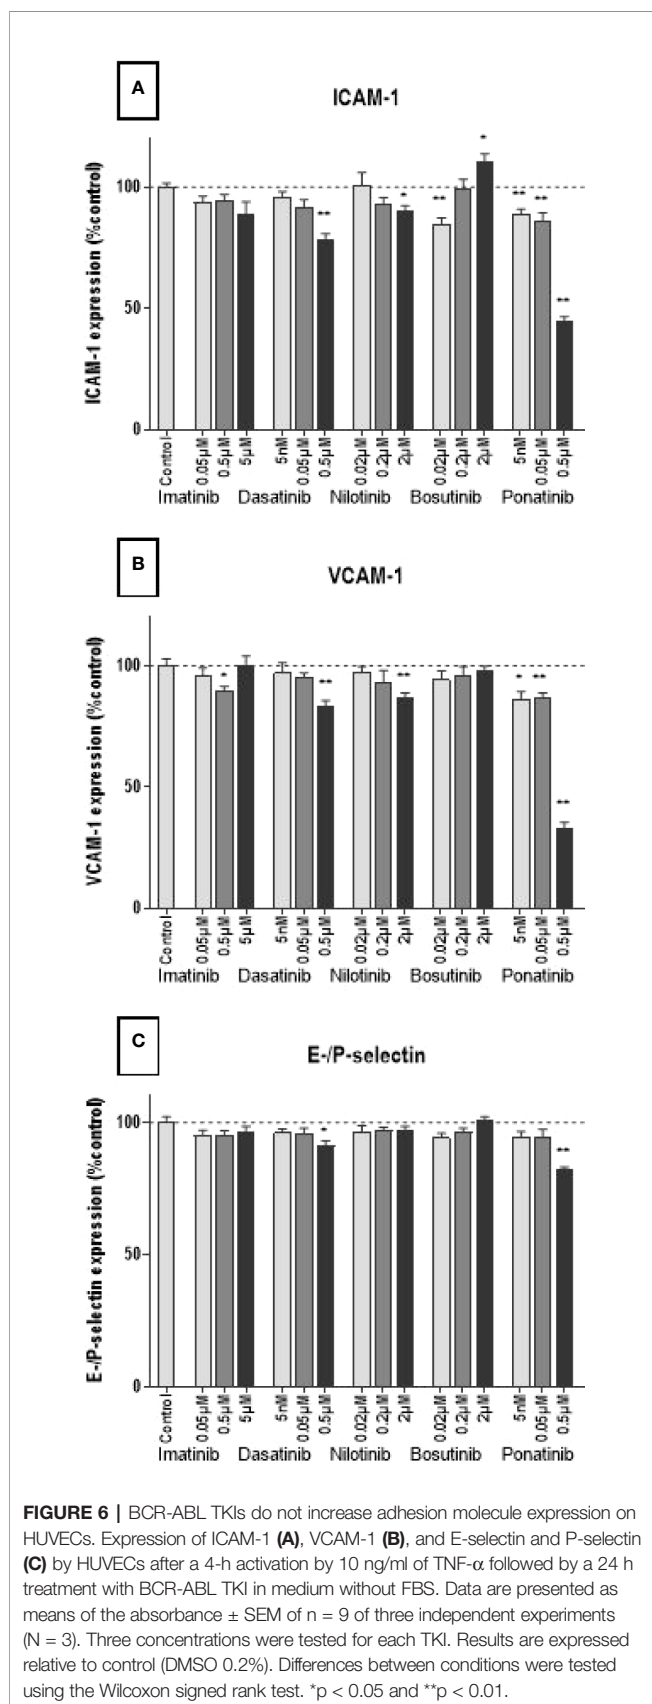 A
ICAM-1
ICAM-1 expression (%control)
100
50
0
** * ** * ** ** **
Control 0.05µM 0.5µM 5µM 5nM 0.05µM 0.5µM 0.02µM 0.2µM 2µM 0.02µM 0.2µM 2µM 5nM 0.05µM 0.5µM
Imatinib Dasatinib Nilotinib Bosutinib Ponatinib
B
VCAM-1
VCAM-1 expression (%control)
100
50
0
* ** ** * ** **
Control 0.05µM 0.5µM 5µM 5nM 0.05µM 0.5µM 0.02µM 0.2µM 2µM 0.02µM 0.2µM 2µM 5nM 0.05µM 0.5µM
Imatinib Dasatinib Nilotinib Bosutinib Ponatinib
C
E-/P-selectin
E-/P-selectin expression (%control)
100
50
0
* **
Control 0.05µM 0.5µM 5µM 5nM 0.05µM 0.5µM 0.02µM 0.2µM 2µM 0.02µM 0.2µM 2µM 5nM 0.05µM 0.5µM
Imatinib Dasatinib Nilotinib Bosutinib Ponatinib
FIGURE 6 | BCR-ABL TKIs do not increase adhesion molecule expression on
HUVECs. Expression of ICAM-1 (A), VCAM-1 (B), and E-selectin and P-selectin
(C) by HUVECs after a 4-h activation by 10 ng/ml of TNF-α followed by a 24 h
treatment with BCR-ABL TKI in medium without FBS. Data are presented as
means of the absorbance ± SEM of n = 9 of three independent experiments
(N = 3). Three concentrations were tested for each TKI. Results are expressed
relative to control (DMSO 0.2%). Differences between conditions were tested
using the Wilcoxon signed rank test. *p < 0.05 and **p < 0.01.